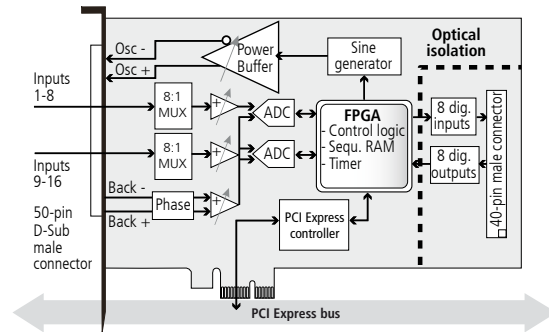 Optical
isolation
Osc -
Osc +
Power
Buffer
Sine
generator
Inputs
1-8
8:1
MUX
+
ADC
FPGA
- Control logic
- Sequ. RAM
- Timer
8 dig.
inputs
40-pin male connector
8:1
MUX
+
ADC
8 dig.
outputs
Inputs
9-16
Back -
Back +
Phase
+
50-pin
D-Sub
male
connector
PCI Express
controller
PCI Express bus